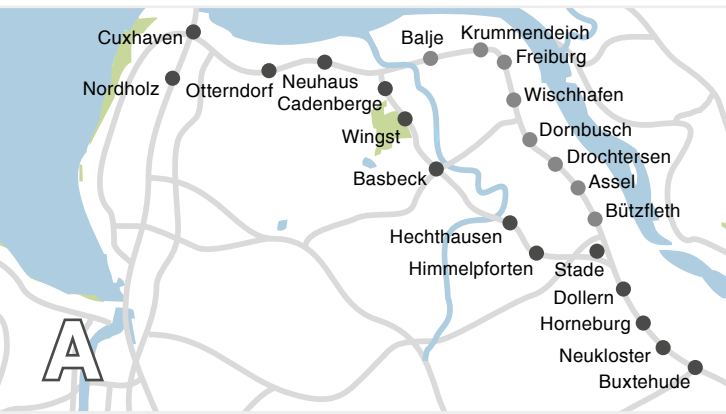 Cuxhaven
Balje
Krummendeich
Freiburg
Nordholz
Otterndorf
Neuhaus
Cadenberge
Wischhafen
Wingst
Dornbusch
Drochtersen
Basbeck
Assel
Bützfleth
Hechthausen
Himmelpforten
Stade
Dollern
Horneburg
Neukloster
Buxtehude
A